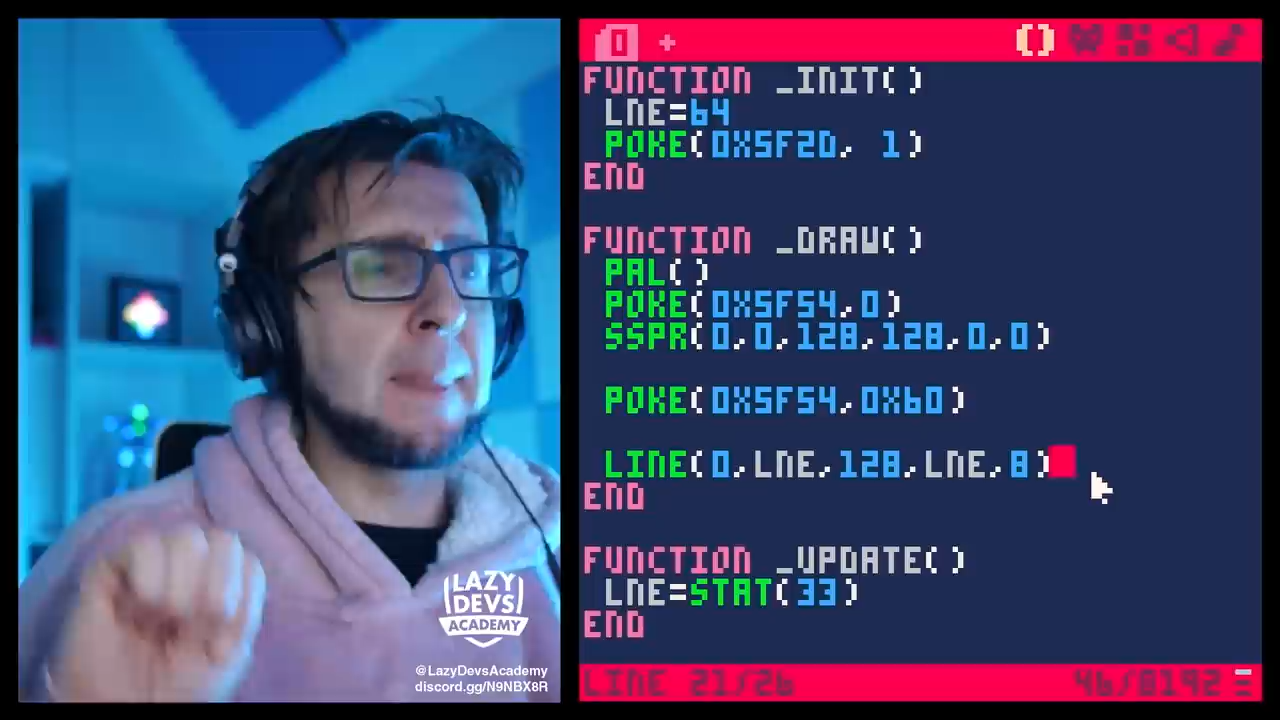 LAZY
DEVS
ACADEMY
@LazyDevsAcademy
discord.gg/N9NBX8R
0 +
FUNCTION _INIT()
LNE=64
POKE(0X5F2D, 1)
END
FUNCTION _DRAW()
PAL()
POKE(0X5F54,0)
SSPR(0,0,128,128,0,0)
POKE(0X5F54,0X60)
LINE(0,LNE,128,LNE,8)
END
FUNCTION _UPDATE()
LNE=STAT(33)
END
LINE 21/26 46/8192